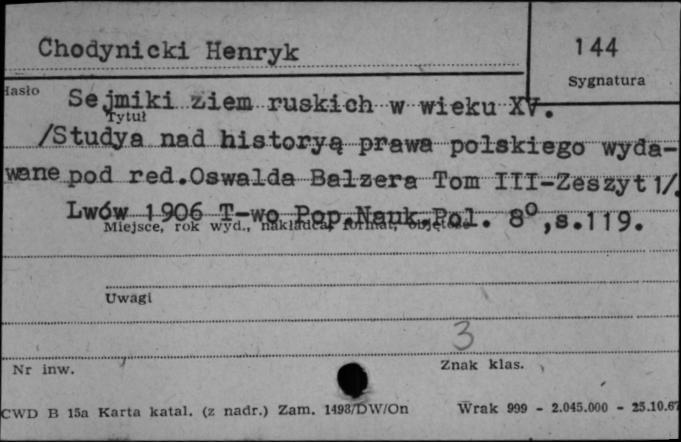 Chodynicki Henryk
144
Sygnatura
Hasło
Sejmiki ziem ruskich w wieku XV.
Tytuł
/Studya nad historyą prawa polskiego wyda-
wane pod red.Oswalda Balzera Tom III-Zeszyt 1/.
Lwów 1906 T-wo Pop.Nauk.Pol. 8⁰,s.119.
Miejsce, rok wyd., nakładca, format, objętość
Uwagi
3
Nr inw.
Znak klas.
CWD B 15a Karta katal. (z nadr.) Zam. 1498/DW/On
Wrak 999 - 2.045.000 - 25.10.67